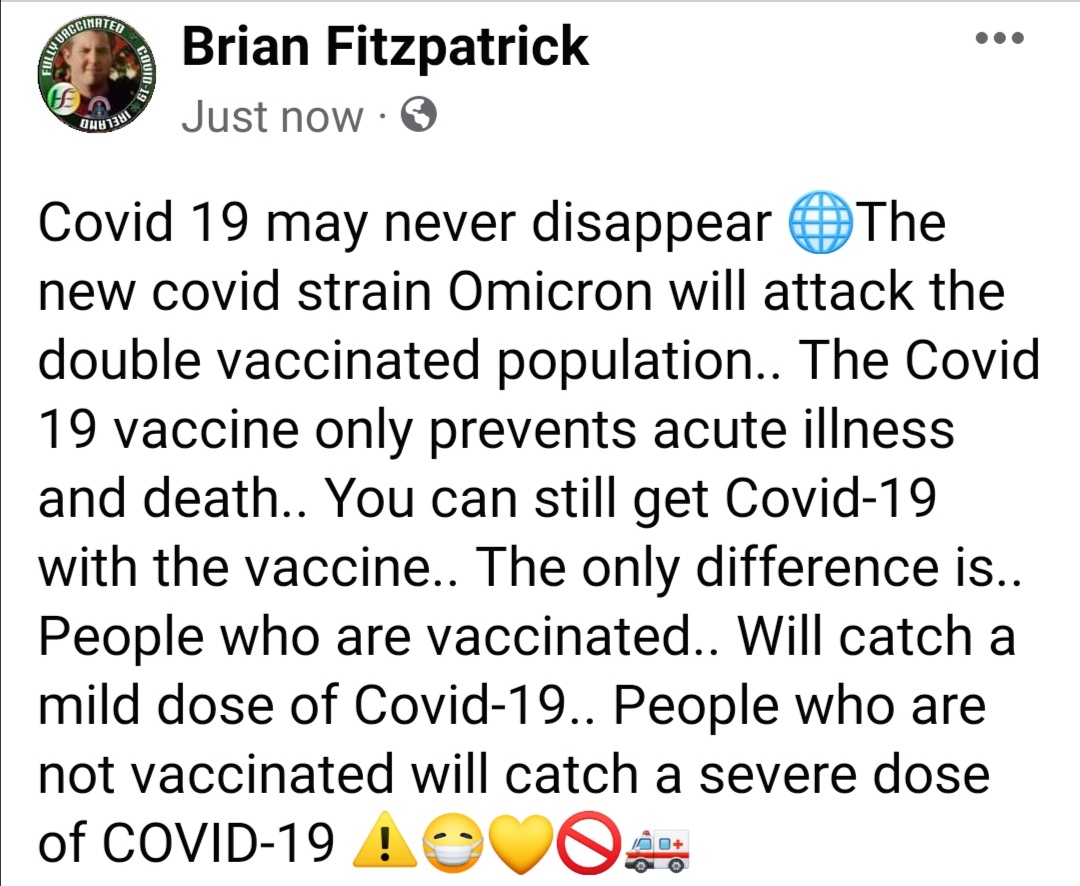 FULLY VACCINATED COVID-19 IRELAND
Brian Fitzpatrick
Just now ·
Covid 19 may never disappear 🌐The
new covid strain Omicron will attack the
double vaccinated population.. The Covid
19 vaccine only prevents acute illness
and death.. You can still get Covid-19
with the vaccine.. The only difference is..
People who are vaccinated.. Will catch a
mild dose of Covid-19.. People who are
not vaccinated will catch a severe dose
of COVID-19 ⚠️😷💛🚫🚑